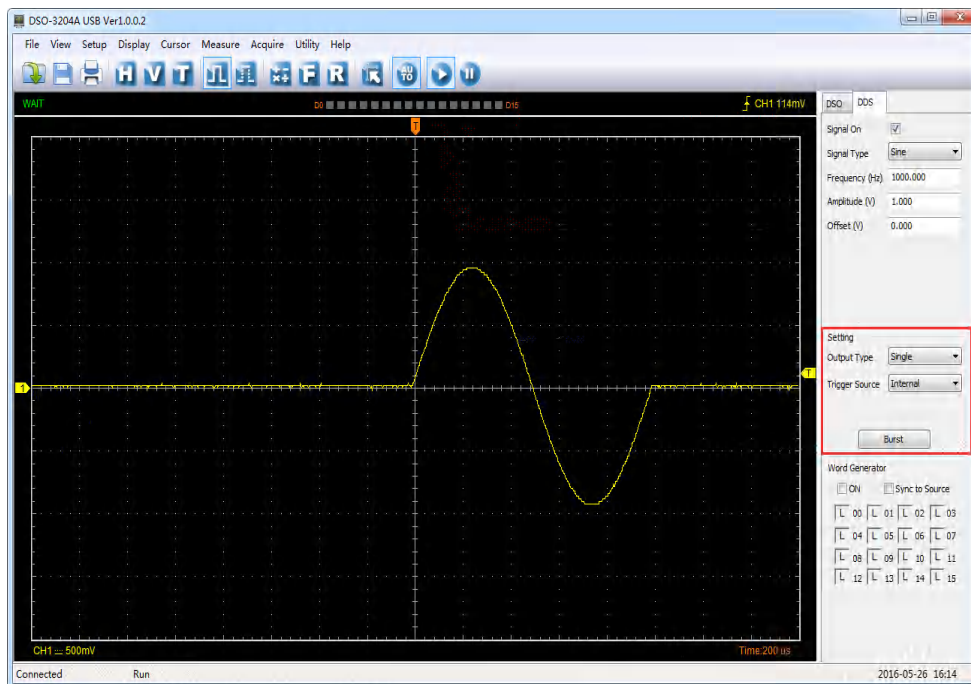 DSO-3204A USB Ver1.0.0.2
File View Setup Display Cursor Measure Acquire Utility Help
H V T F R AUTO
WAIT D0 D15 CH1 114mV
T
DSO DDS
Signal On
Signal Type Sine
Frequency (Hz) 1000.000
Amplitude (V) 1.000
Offset (V) 0.000
Setting
Output Type Single
1 T
Trigger Source Internal
Burst
Word Generator
ON Sync to Source
L 00 L 01 L 02 L 03
L 04 L 05 L 06 L 07
L 08 L 09 L 10 L 11
L 12 L 13 L 14 L 15
CH1 500mV Time:200 us
Connected Run 2016-05-26 16:14